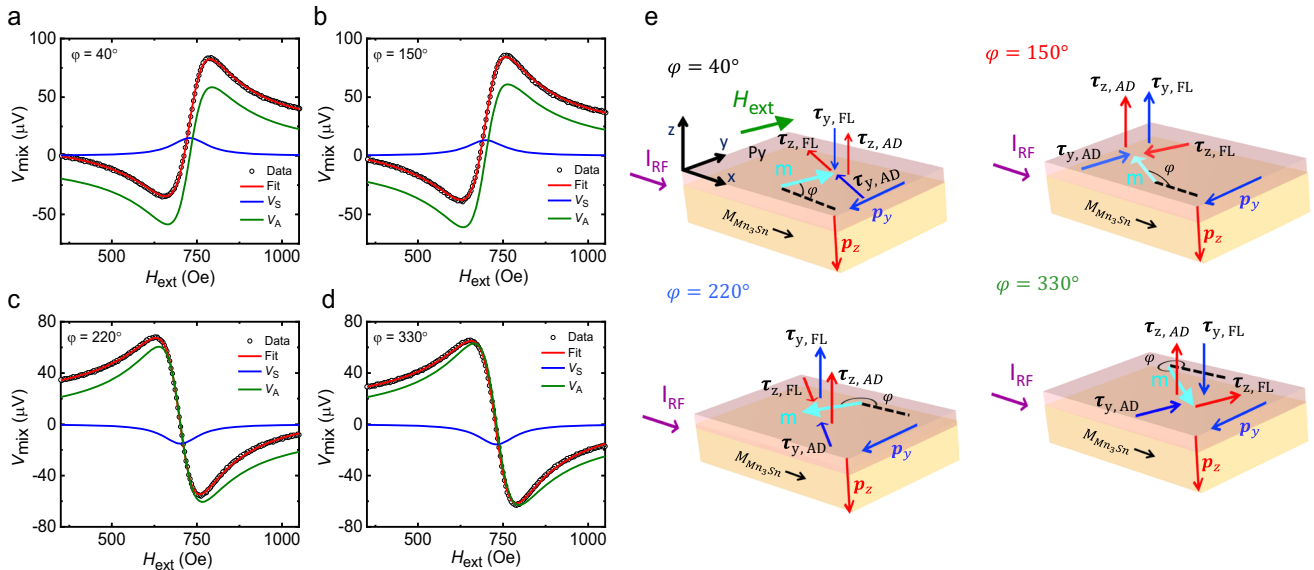 a
φ = 40°
100
50
0
-50
V_mix (μV)
500 750 1000
H_ext (Oe)
Data
Fit
V_S
V_A
b
φ = 150°
100
50
0
-50
V_mix (μV)
500 750 1000
H_ext (Oe)
Data
Fit
V_S
V_A
c
φ = 220°
80
40
0
-40
-80
V_mix (μV)
500 750 1000
H_ext (Oe)
Data
Fit
V_S
V_A
d
φ = 330°
80
40
0
-40
-80
V_mix (μV)
500 750 1000
H_ext (Oe)
Data
Fit
V_S
V_A
e
φ = 40°
H_ext
z
y
x
Py
I_RF
τ_y, FL
τ_z, FL
τ_z, AD
τ_y, AD
m
φ
p_y
p_z
M_Mn₃Sn
φ = 150°
τ_z, AD
τ_y, FL
I_RF
τ_y, AD
τ_z, FL
m
φ
p_y
p_z
M_Mn₃Sn
φ = 220°
τ_y, FL
τ_z, FL
τ_z, AD
φ
I_RF
m
τ_y, AD
p_y
p_z
M_Mn₃Sn
φ = 330°
τ_z, AD
τ_y, FL
φ
I_RF
m
τ_z, FL
τ_y, AD
p_y
p_z
M_Mn₃Sn